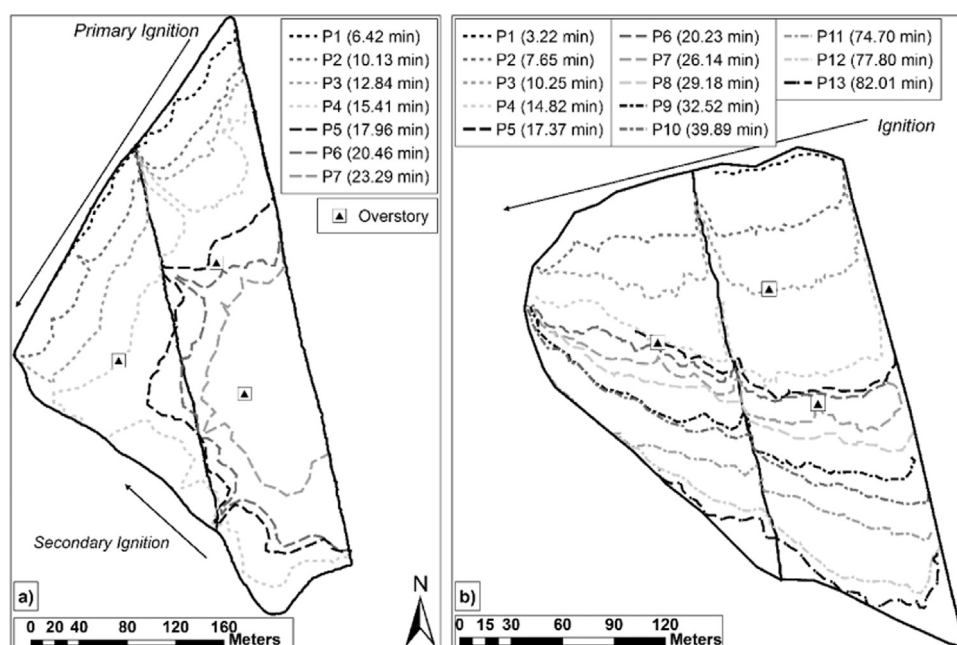 Primary Ignition
P1 (6.42 min)
P2 (10.13 min)
P3 (12.84 min)
P4 (15.41 min)
P5 (17.96 min)
P6 (20.46 min)
P7 (23.29 min)
Overstory
Secondary Ignition
a)
N
0 20 40 80 120 160
Meters
P1 (3.22 min)
P2 (7.65 min)
P3 (10.25 min)
P4 (14.82 min)
P5 (17.37 min)
P6 (20.23 min)
P7 (26.14 min)
P8 (29.18 min)
P9 (32.52 min)
P10 (39.89 min)
P11 (74.70 min)
P12 (77.80 min)
P13 (82.01 min)
Ignition
b)
0 15 30 60 90 120
Meters